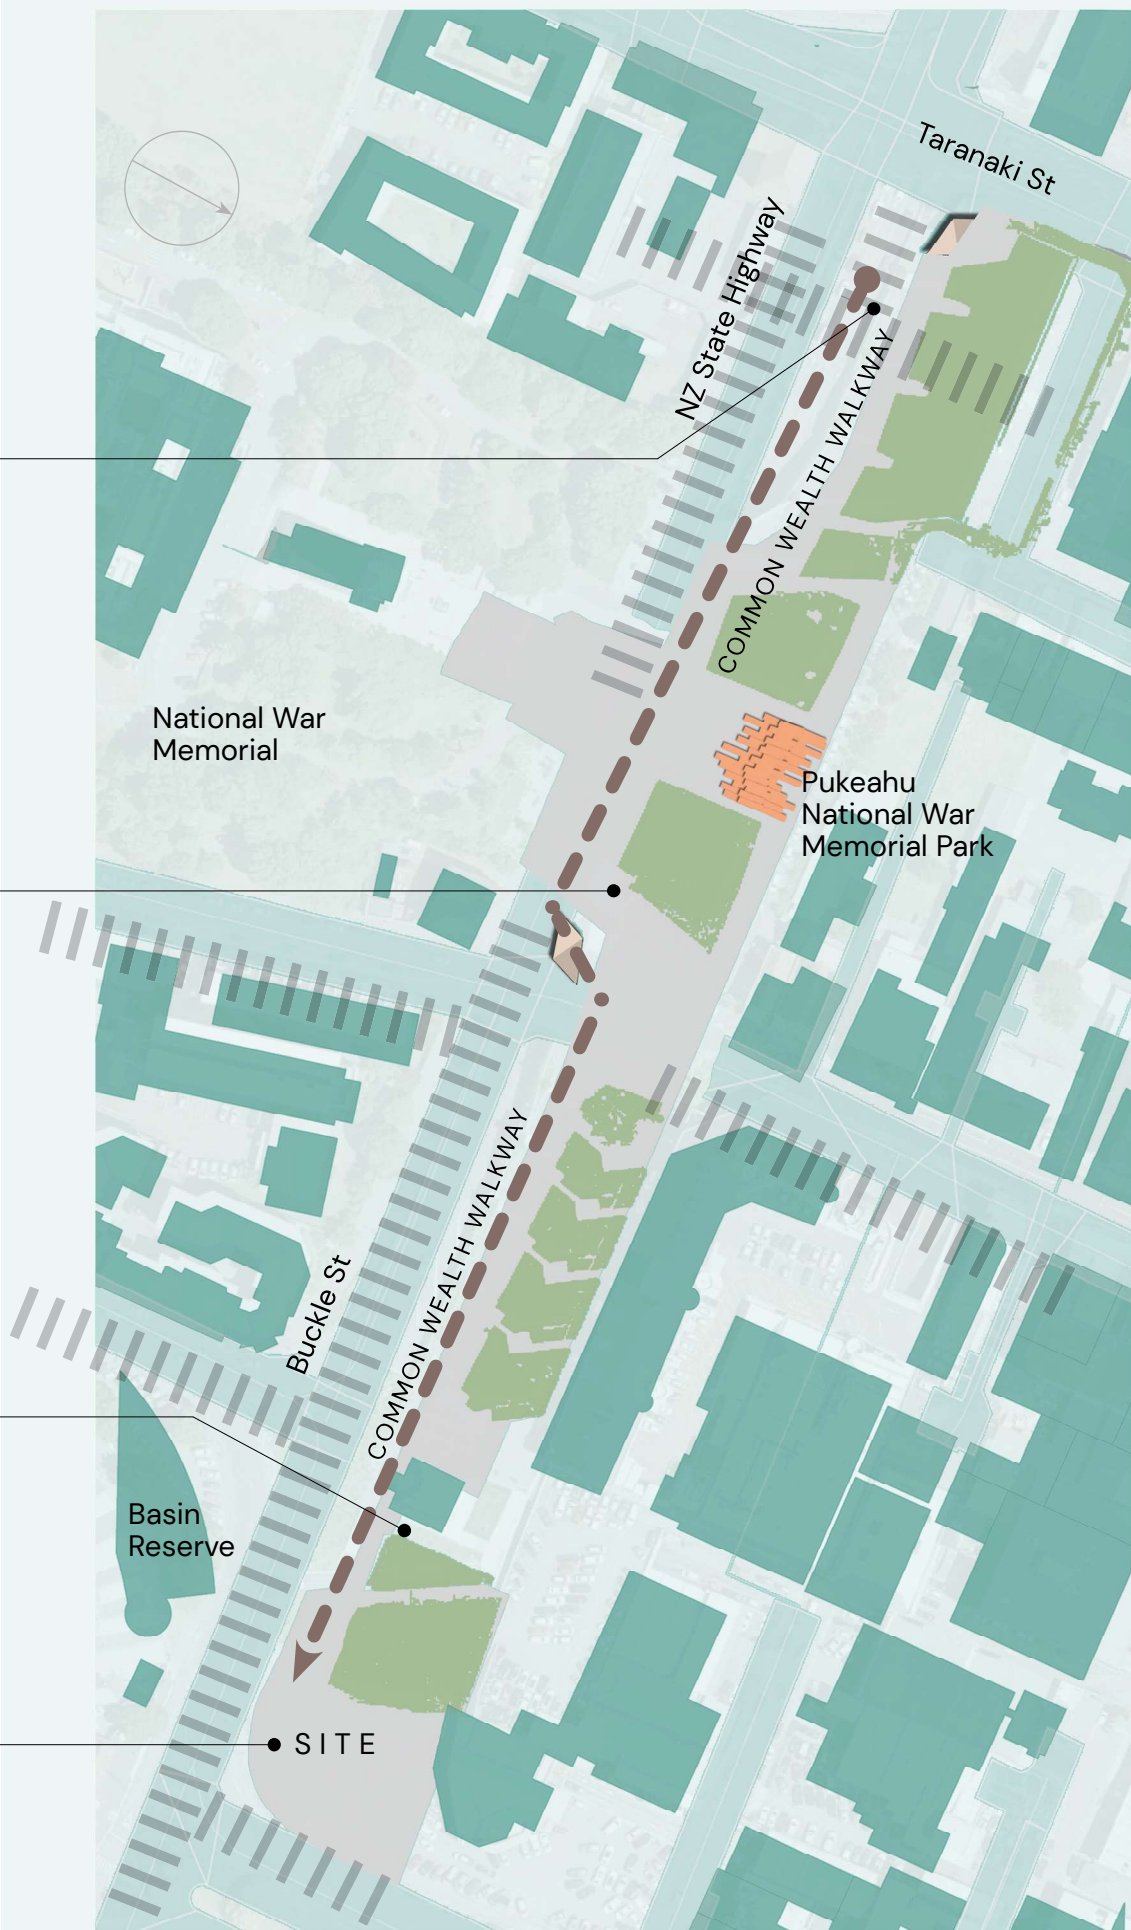 Taranaki St
NZ State Highway
COMMON WEALTH WALKWAY
National War
Memorial
Pukeahu
National War
Memorial Park
COMMON WEALTH WALKWAY
Buckle St
Basin
Reserve
SITE